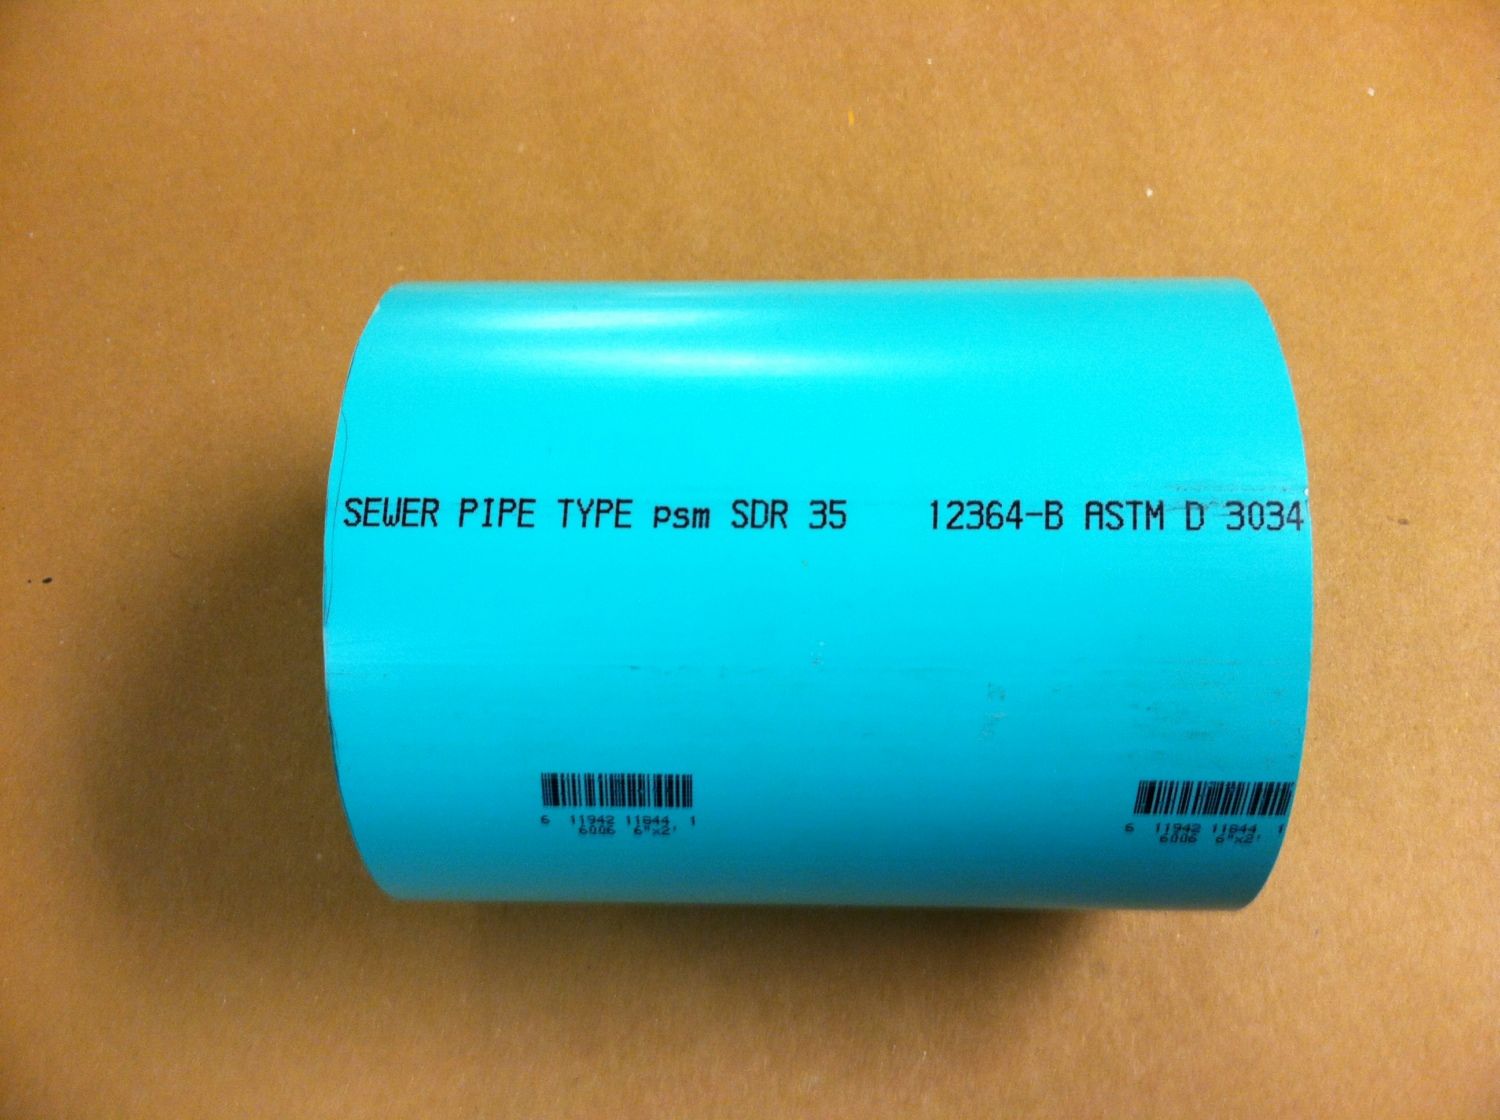 SEWER PIPE TYPE psm SDR 35 12364-B ASTM D 3034
6 11942 11844 1
6006 6"x2'
6 11942 11844 1
6006 6"x2'